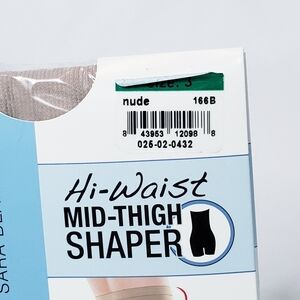 nude 166B
8 43953 12098 8
025-02-0432
Hi-Waist
MID-THIGH
SHAPER